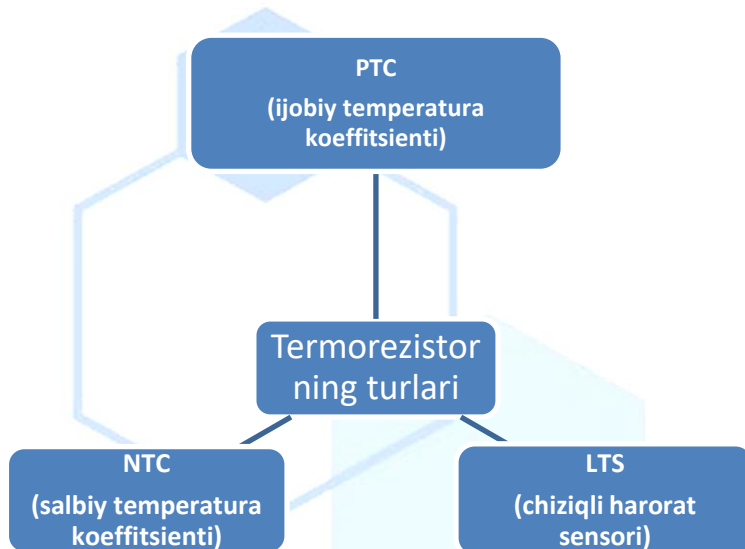 PTC
(ijobiy temperatura
koeffitsienti)
Termorezistor
ning turlari
NTC
(salbiy temperatura
koeffitsienti)
LTS
(chiziqli harorat
sensori)